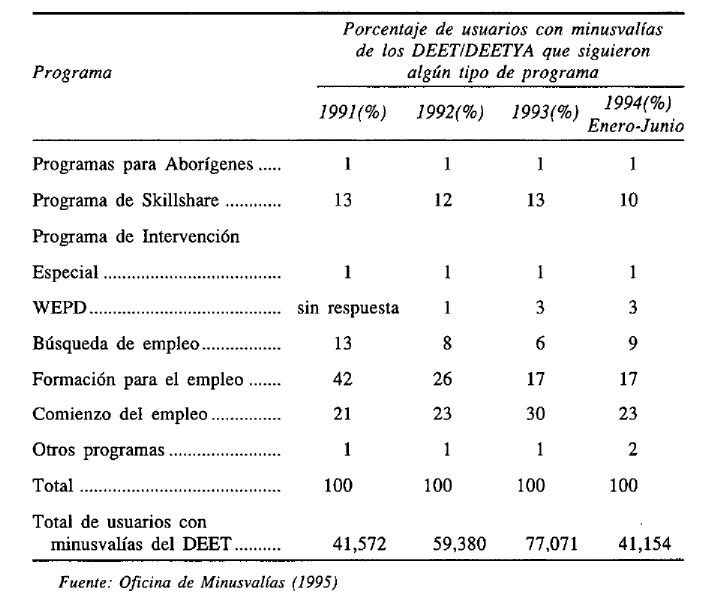 Programa
Porcentaje de usuarios con minusvalías
de los DEET/DEETYA que siguieron
algún tipo de programa
1991(%) 1992(%) 1993(%) 1994(%)
Enero-Junio
Programas para Aborígenes ..... 1 1 1 1
Programa de Skillshare ............ 13 12 13 10
Programa de Intervención
Especial ...................................... 1 1 1 1
WEPD......................................... sin respuesta 1 3 3
Búsqueda de empleo................. 13 8 6 9
Formación para el empleo ....... 42 26 17 17
Comienzo del empleo................ 21 23 30 23
Otros programas........................ 1 1 1 2
Total ........................................... 100 100 100 100
Total de usuarios con
minusvalías del DEET.......... 41,572 59,380 77,071 41,154
Fuente: Oficina de Minusvalías (1995)